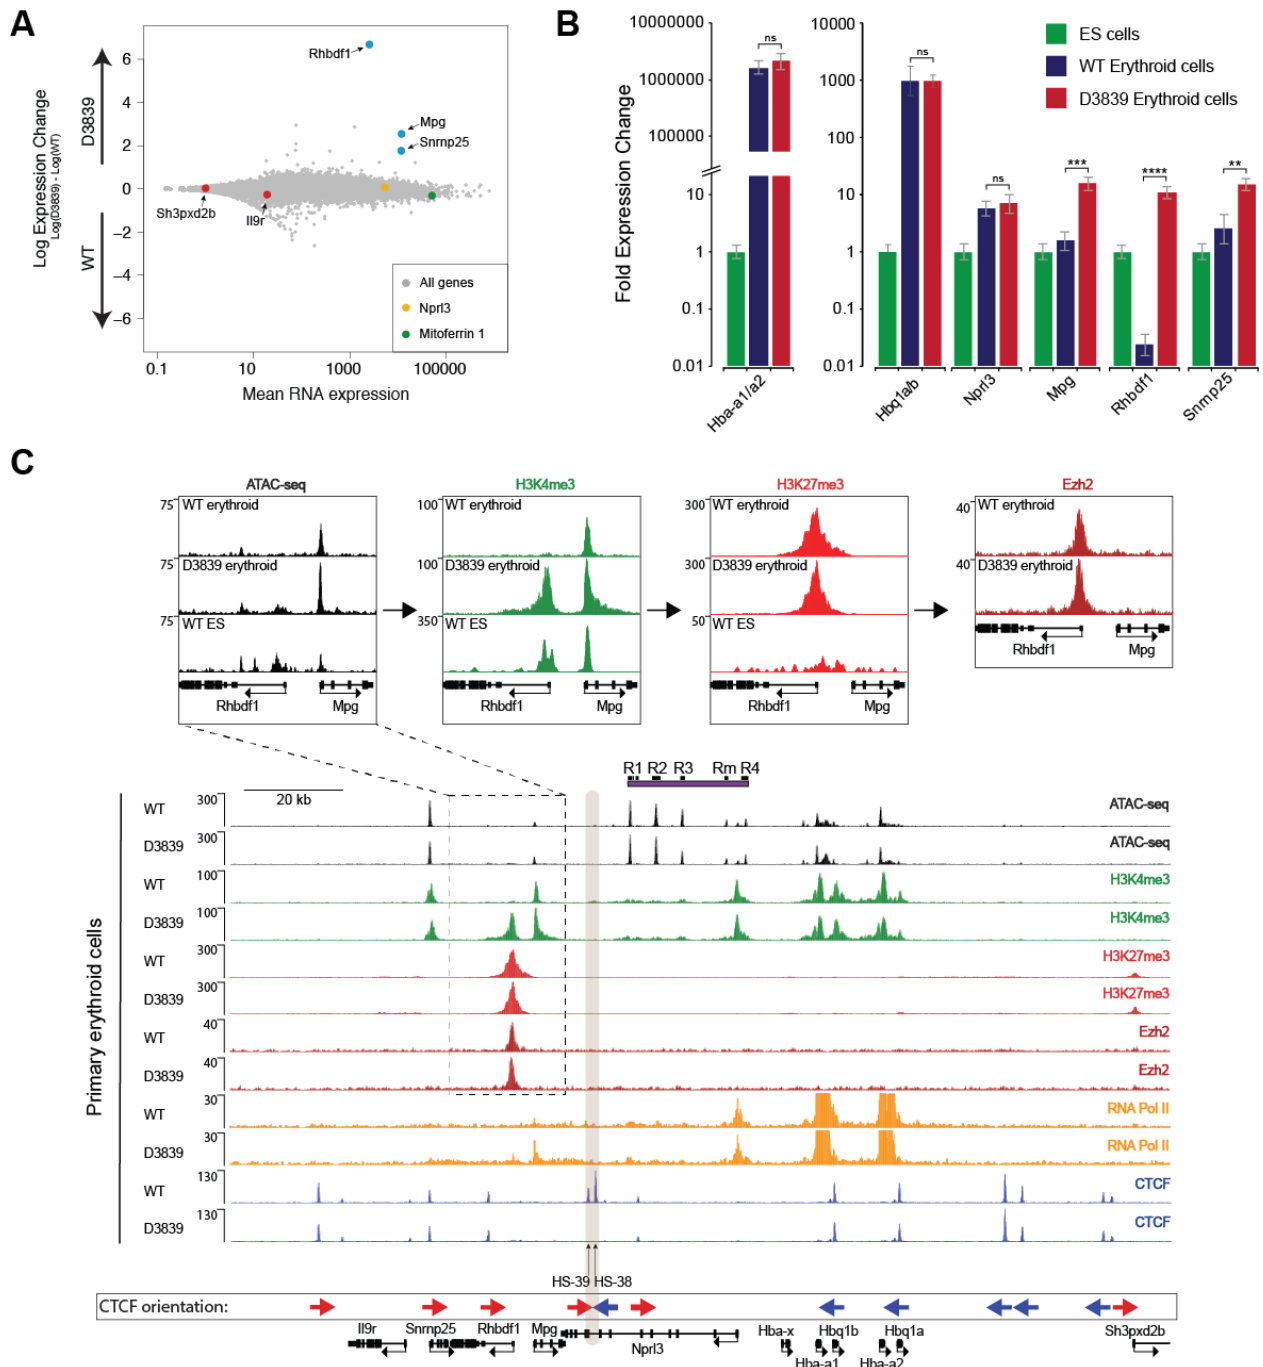 A
D3839
WT
Log Expression Change
Log(D3839) - Log(WT)
6
4
2
0
−2
−4
−6
Rhbdf1
Mpg
Snrnp25
Sh3pxd2b
Il9r
All genes
Nprl3
Mitoferrin 1
0.1
10
1000
100000
Mean RNA expression
B
Fold Expression Change
10000000
1000000
100000
10
1
0.1
0.01
ns
Hba-a1/a2
10000
1000
100
10
1
0.1
0.01
ns
ns
***
****
**
Hbq1a/b
Nprl3
Mpg
Rhbdf1
Snrnp25
ES cells
WT Erythroid cells
D3839 Erythroid cells
C
ATAC-seq
75
WT erythroid
75
D3839 erythroid
75
WT ES
Rhbdf1
Mpg
H3K4me3
100
WT erythroid
100
D3839 erythroid
350
WT ES
Rhbdf1
Mpg
H3K27me3
300
WT erythroid
300
D3839 erythroid
50
WT ES
Rhbdf1
Mpg
Ezh2
40
WT erythroid
40
D3839 erythroid
Rhbdf1
Mpg
R1 R2 R3 Rm R4
20 kb
Primary erythroid cells
WT 300 ATAC-seq
D3839 300 ATAC-seq
WT 100 H3K4me3
D3839 100 H3K4me3
WT 300 H3K27me3
D3839 300 H3K27me3
WT 40 Ezh2
D3839 40 Ezh2
WT 30 RNA Pol II
D3839 30 RNA Pol II
WT 130 CTCF
D3839 130 CTCF
HS-39 HS-38
CTCF orientation:
Il9r Snrnp25 Rhbdf1 Mpg Nprl3 Hba-x Hbq1b Hbq1a Sh3pxd2b
Hba-a1 Hba-a2